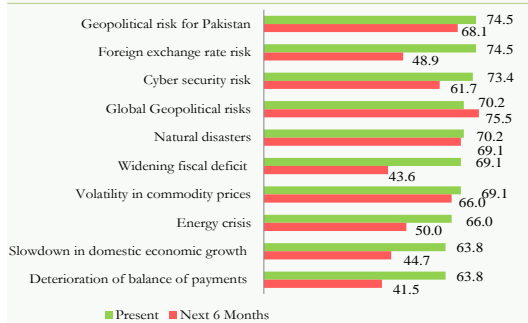 Geopolitical risk for Pakistan 74.5
68.1
Foreign exchange rate risk 74.5
48.9
Cyber security risk 73.4
61.7
Global Geopolitical risks 70.2
75.5
Natural disasters 70.2
69.1
Widening fiscal deficit 69.1
43.6
Volatility in commodity prices 69.1
66.0
Energy crisis 66.0
50.0
Slowdown in domestic economic growth 63.8
44.7
Deterioration of balance of payments 63.8
41.5
Present Next 6 Months